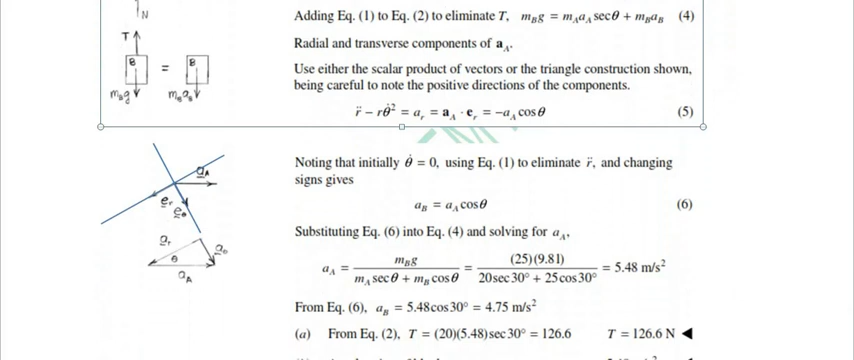 N
Adding Eq. (1) to Eq. (2) to eliminate T, m_B g = m_A a_A sec θ + m_B a_B (4)
T
B = B
Radial and transverse components of a_A.
Use either the scalar product of vectors or the triangle construction shown,
being careful to note the positive directions of the components.
m_B g m_B a_B
r̈ − rθ̇² = a_r = a_A · e_r = −a_A cos θ (5)
Noting that initially θ̇ = 0, using Eq. (1) to eliminate r̈, and changing
signs gives
a_A
e_r
e_θ
a_B = a_A cos θ (6)
Substituting Eq. (6) into Eq. (4) and solving for a_A,
a_r a_θ
θ
a_A
a_A = m_B g / (m_A sec θ + m_B cos θ) = (25)(9.81) / (20 sec 30° + 25 cos 30°) = 5.48 m/s²
From Eq. (6), a_B = 5.48 cos 30° = 4.75 m/s²
(a) From Eq. (2), T = (20)(5.48) sec 30° = 126.6 T = 126.6 N ◀